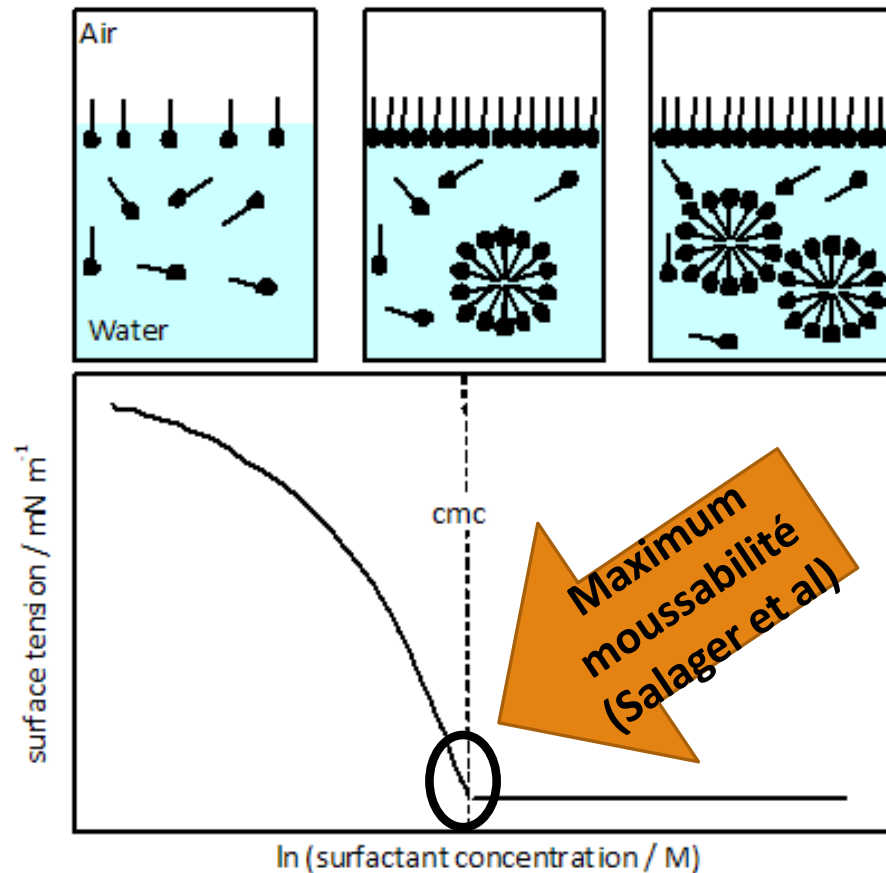 Air
Water
surface tension / mN m⁻¹
cmc
Maximum
moussabilité
(Salager et al)
ln (surfactant concentration / M)